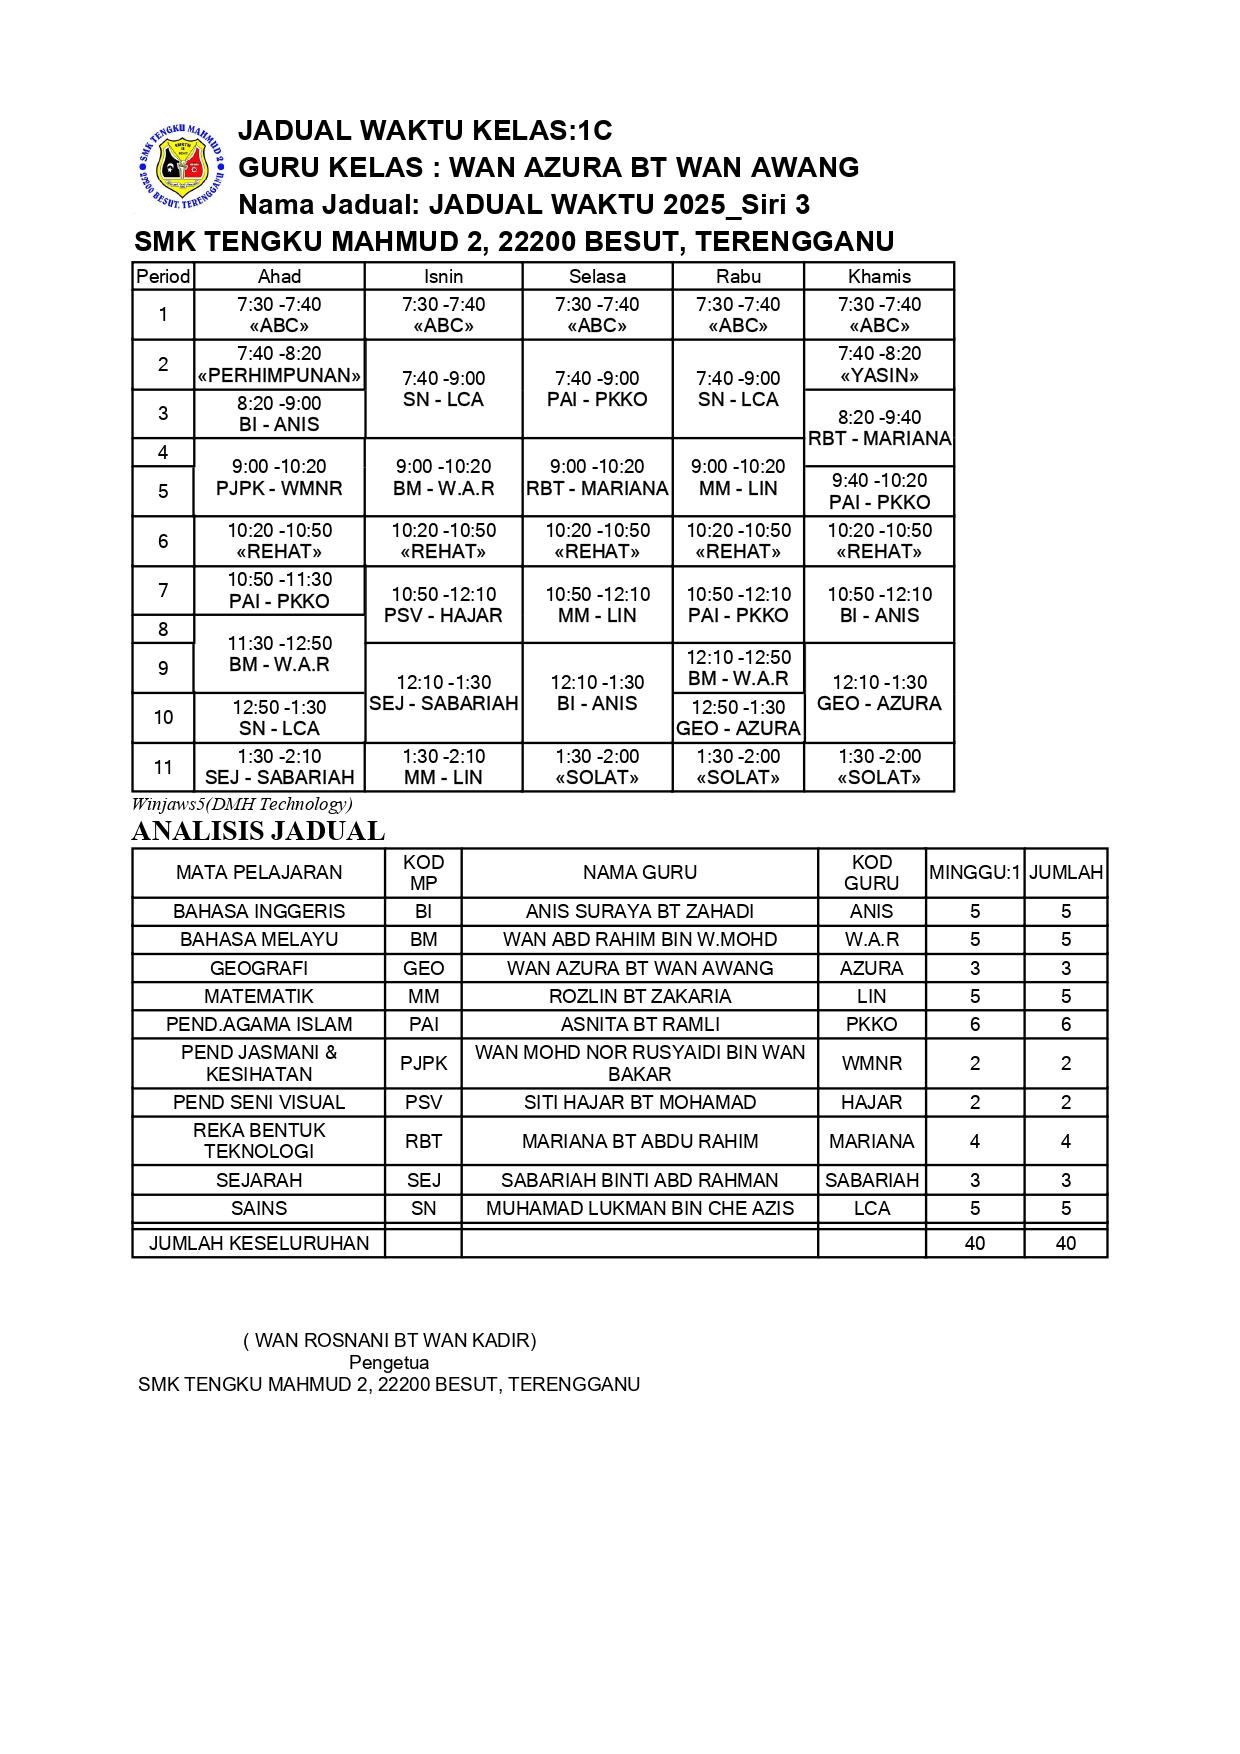 SMK TENGKU MAHMUD 2
22200 BESUT, TERENGGANU
JADUAL WAKTU KELAS:1C
GURU KELAS : WAN AZURA BT WAN AWANG
Nama Jadual: JADUAL WAKTU 2025_Siri 3
SMK TENGKU MAHMUD 2, 22200 BESUT, TERENGGANU
Period Ahad Isnin Selasa Rabu Khamis
1
7:30 -7:40 7:30 -7:40 7:30 -7:40 7:30 -7:40 7:30 -7:40
«ABC» «ABC» «ABC» «ABC» «ABC»
2
7:40 -8:20
«PERHIMPUNAN»
7:40 -9:00
SN - LCA
7:40 -9:00
PAI - PKKO
7:40 -9:00
SN - LCA
7:40 -8:20
«YASIN»
3
8:20 -9:00
BI - ANIS
8:20 -9:40
RBT - MARIANA
4
9:00 -10:20
PJPK - WMNR
9:00 -10:20
BM - W.A.R
9:00 -10:20
RBT - MARIANA
9:00 -10:20
MM - LIN
5
9:40 -10:20
PAI - PKKO
6
10:20 -10:50 10:20 -10:50 10:20 -10:50 10:20 -10:50 10:20 -10:50
«REHAT» «REHAT» «REHAT» «REHAT» «REHAT»
7
10:50 -11:30
PAI - PKKO
10:50 -12:10
PSV - HAJAR
10:50 -12:10
MM - LIN
10:50 -12:10
PAI - PKKO
10:50 -12:10
BI - ANIS
8
11:30 -12:50
BM - W.A.R
9
12:10 -1:30
SEJ - SABARIAH
12:10 -1:30
BI - ANIS
12:10 -12:50
BM - W.A.R
12:10 -1:30
GEO - AZURA
10
12:50 -1:30
SN - LCA
12:50 -1:30
GEO - AZURA
11
1:30 -2:10 1:30 -2:10 1:30 -2:00 1:30 -2:00 1:30 -2:00
SEJ - SABARIAH MM - LIN «SOLAT» «SOLAT» «SOLAT»
Winjaws5(DMH Technology)
ANALISIS JADUAL
MATA PELAJARAN KOD MP NAMA GURU KOD GURU MINGGU:1 JUMLAH
BAHASA INGGERIS BI ANIS SURAYA BT ZAHADI ANIS 5 5
BAHASA MELAYU BM WAN ABD RAHIM BIN W.MOHD W.A.R 5 5
GEOGRAFI GEO WAN AZURA BT WAN AWANG AZURA 3 3
MATEMATIK MM ROZLIN BT ZAKARIA LIN 5 5
PEND.AGAMA ISLAM PAI ASNITA BT RAMLI PKKO 6 6
PEND JASMANI & KESIHATAN PJPK WAN MOHD NOR RUSYAIDI BIN WAN BAKAR WMNR 2 2
PEND SENI VISUAL PSV SITI HAJAR BT MOHAMAD HAJAR 2 2
REKA BENTUK TEKNOLOGI RBT MARIANA BT ABDU RAHIM MARIANA 4 4
SEJARAH SEJ SABARIAH BINTI ABD RAHMAN SABARIAH 3 3
SAINS SN MUHAMAD LUKMAN BIN CHE AZIS LCA 5 5
JUMLAH KESELURUHAN 40 40
( WAN ROSNANI BT WAN KADIR)
Pengetua
SMK TENGKU MAHMUD 2, 22200 BESUT, TERENGGANU